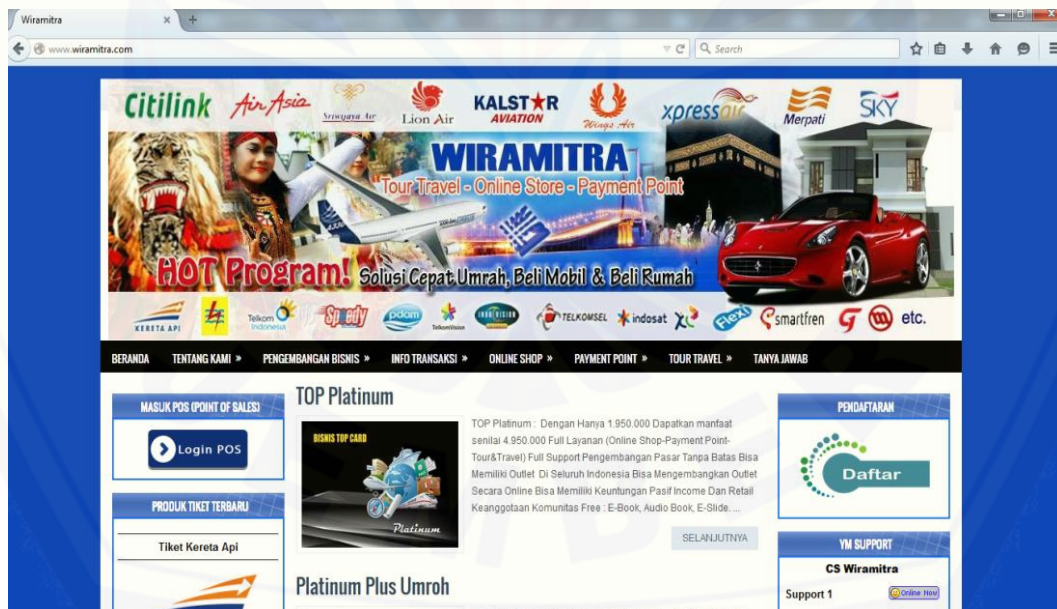 Wiramitra
www.wiramitra.com
Search
Citilink
Air Asia
Sriwijaya Air
Lion Air
KALSTAR
AVIATION
Wings Air
xpressair
Merpati
SKY
WIRAMITRA
"Tour Travel - Online Store - Payment Point
HOT Program! Solusi Cepat Umrah, Beli Mobil & Beli Rumah
KERETA API
Telkom
Indonesia
Speedy
pdam
TelkomVision
INDOVISION
TELKOMSEL
indosat
XL
Flexi
smartfren
etc.
BERANDA TENTANG KAMI » PENGEMBANGAN BISNIS » INFO TRANSAKSI » ONLINE SHOP » PAYMENT POINT » TOUR TRAVEL » TANYA JAWAB
MASUK POS (POINT OF SALES)
Login POS
PRODUK TIKET TERBARU
Tiket Kereta Api
TOP Platinum
BISNIS TOP CARD
Platinum
TOP Platinum : Dengan Hanya 1.950.000 Dapatkan manfaat
senilai 4.950.000 Full Layanan (Online Shop-Payment Point-
Tour&Travel) Full Support Pengembangan Pasar Tanpa Batas Bisa
Memiliki Outlet Di Seluruh Indonesia Bisa Mengembangkan Outlet
Secara Online Bisa Memiliki Keuntungan Pasif Income Dan Retail
Keanggotaan Komunitas Free : E-Book, Audio Book, E-Slide. ...
SELANJUTNYA
Platinum Plus Umroh
PENDAFTARAN
Daftar
YM SUPPORT
CS Wiramitra
Support 1
Online Now